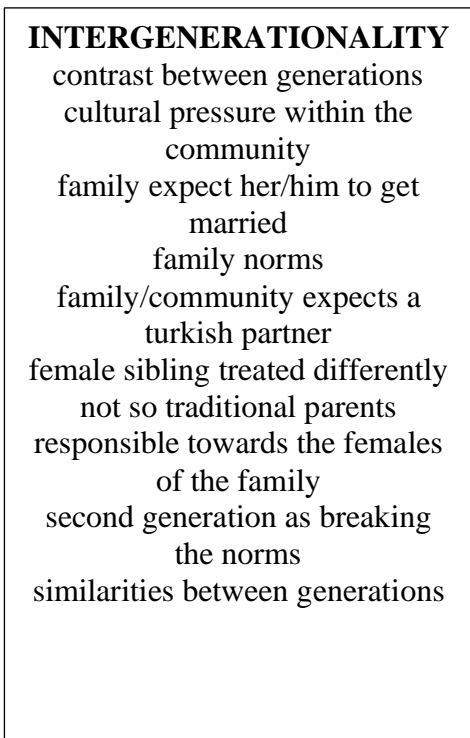 INTERGENERATIONALITY
contrast between generations
cultural pressure within the
community
family expect her/him to get
married
family norms
family/community expects a
turkish partner
female sibling treated differently
not so traditional parents
responsible towards the females
of the family
second generation as breaking
the norms
similarities between generations